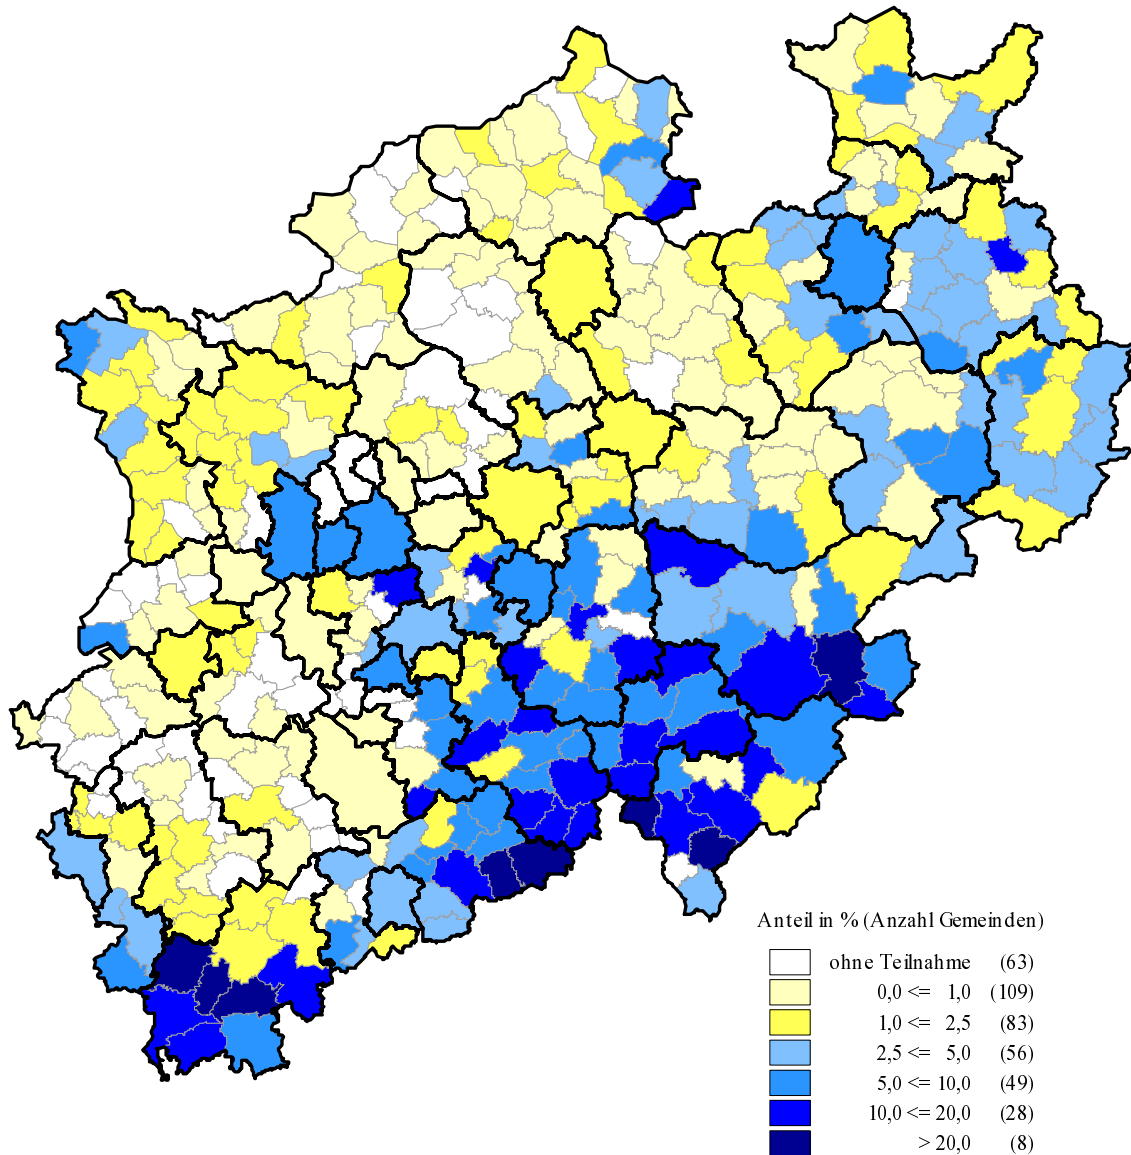 Anteil in % (Anzahl Gemeinden)
ohne Teilnahme (63)
0,0 <= 1,0 (109)
1,0 <= 2,5 (83)
2,5 <= 5,0 (56)
5,0 <= 10,0 (49)
10,0 <= 20,0 (28)
> 20,0 (8)